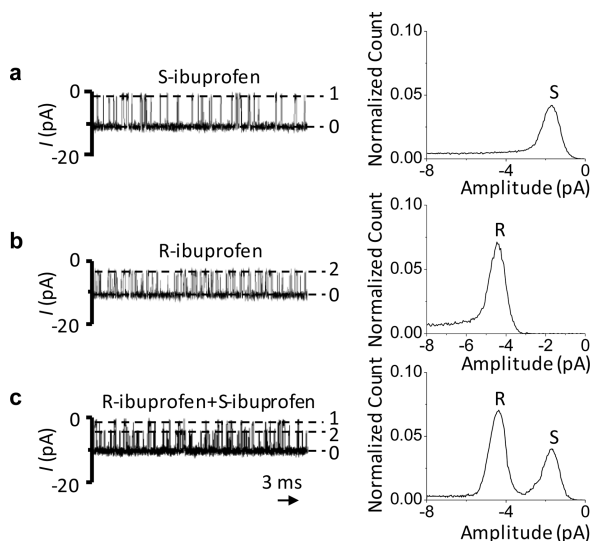 a
S-ibuprofen
0
-20
I (pA)
1
0
Normalized Count
0.10
0.05
0.00
S
-8
-4
0
Amplitude (pA)
b
R-ibuprofen
0
-20
I (pA)
2
0
Normalized Count
0.10
0.05
0.00
R
-8
-6
-4
-2
0
Amplitude (pA)
c
R-ibuprofen+S-ibuprofen
0
-20
I (pA)
1
2
0
3 ms
Normalized Count
0.10
0.05
0.00
R
S
-8
-4
0
Amplitude (pA)